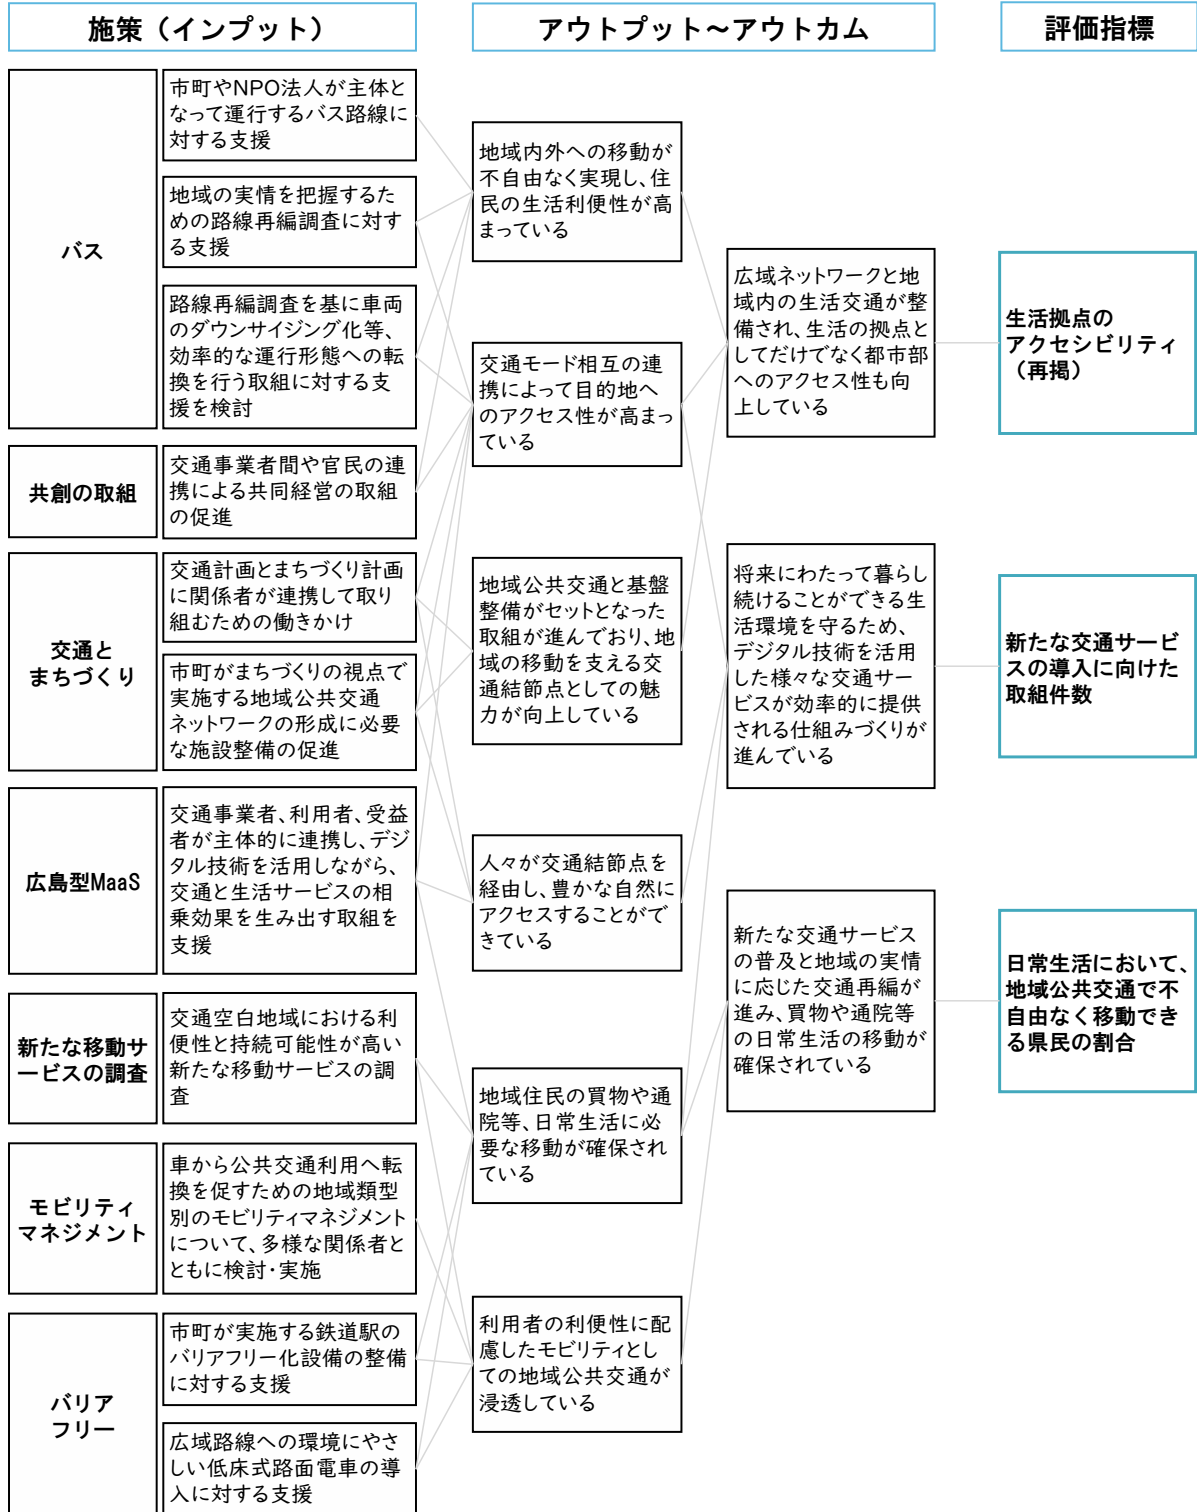 施策（インプット）
アウトプット～アウトカム
評価指標
バス
市町やNPO法人が主体と
なって運行するバス路線に
対する支援
地域の実情を把握するた
めの路線再編調査に対す
る支援
路線再編調査を基に車両
のダウンサイジング化等、
効率的な運行形態への転
換を行う取組に対する支
援を検討
共創の取組
交通事業者間や官民の連
携による共同経営の取組
の促進
交通と
まちづくり
交通計画とまちづくり計画
に関係者が連携して取り
組むための働きかけ
市町がまちづくりの視点で
実施する地域公共交通
ネットワークの形成に必要
な施設整備の促進
広島型MaaS
交通事業者、利用者、受益
者が主体的に連携し、デジ
タル技術を活用しながら、
交通と生活サービスの相
乗効果を生み出す取組を
支援
新たな移動サ
ービスの調査
交通空白地域における利
便性と持続可能性が高い
新たな移動サービスの調
査
モビリティ
マネジメント
車から公共交通利用へ転
換を促すための地域類型
別のモビリティマネジメント
について、多様な関係者と
ともに検討・実施
バリア
フリー
市町が実施する鉄道駅の
バリアフリー化設備の整備
に対する支援
広域路線への環境にやさ
しい低床式路面電車の導
入に対する支援
地域内外への移動が
不自由なく実現し、住
民の生活利便性が高
まっている
交通モード相互の連
携によって目的地へ
のアクセス性が高まっ
ている
地域公共交通と基盤
整備がセットとなった
取組が進んでおり、地
域の移動を支える交
通結節点としての魅
力が向上している
人々が交通結節点を
経由し、豊かな自然に
アクセスすることがで
きている
地域住民の買物や通
院等、日常生活に必
要な移動が確保され
ている
利用者の利便性に配
慮したモビリティとし
ての地域公共交通が
浸透している
広域ネットワークと地
域内の生活交通が整
備され、生活の拠点と
してだけでなく都市部
へのアクセス性も向
上している
将来にわたって暮らし
続けることができる生
活環境を守るため、
デジタル技術を活用
した様々な交通サー
ビスが効率的に提供
される仕組みづくりが
進んでいる
新たな交通サービス
の普及と地域の実情
に応じた交通再編が
進み、買物や通院等
の日常生活の移動が
確保されている
生活拠点の
アクセシビリティ
（再掲）
新たな交通サービ
スの導入に向けた
取組件数
日常生活において、
地域公共交通で不
自由なく移動でき
る県民の割合